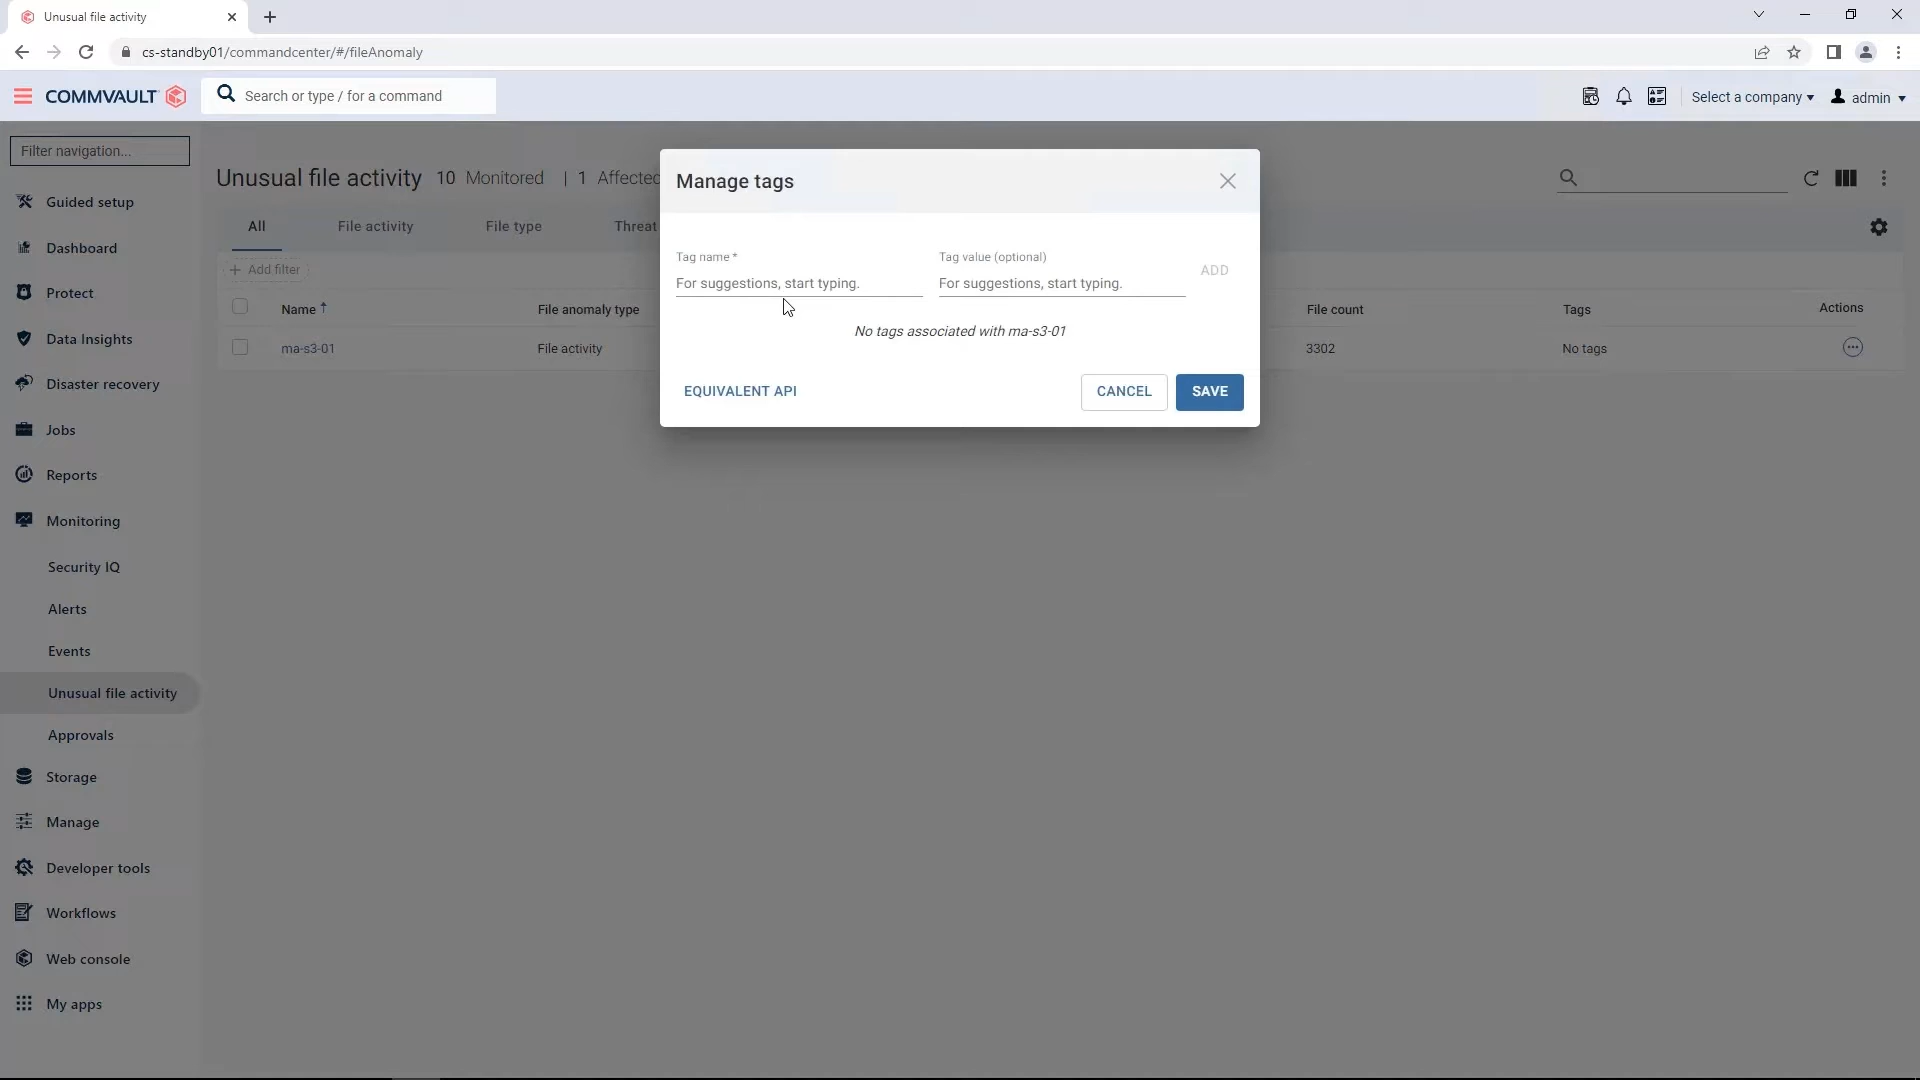 Unusual file activity
cs-standby01/commandcenter/#/fileAnomaly
COMMVAULT
Search or type / for a command
Select a company
admin
Filter navigation...
Guided setup
Dashboard
Protect
Data Insights
Disaster recovery
Jobs
Reports
Monitoring
Security IQ
Alerts
Events
Unusual file activity
Approvals
Storage
Manage
Developer tools
Workflows
Web console
My apps
Unusual file activity 10 Monitored | 1 Affected
All File activity File type Threat
+ Add filter
Name File anomaly type File count Tags Actions
ma-s3-01 File activity 3302 No tags
Manage tags
Tag name * Tag value (optional)
For suggestions, start typing. For suggestions, start typing. ADD
No tags associated with ma-s3-01
EQUIVALENT API CANCEL SAVE